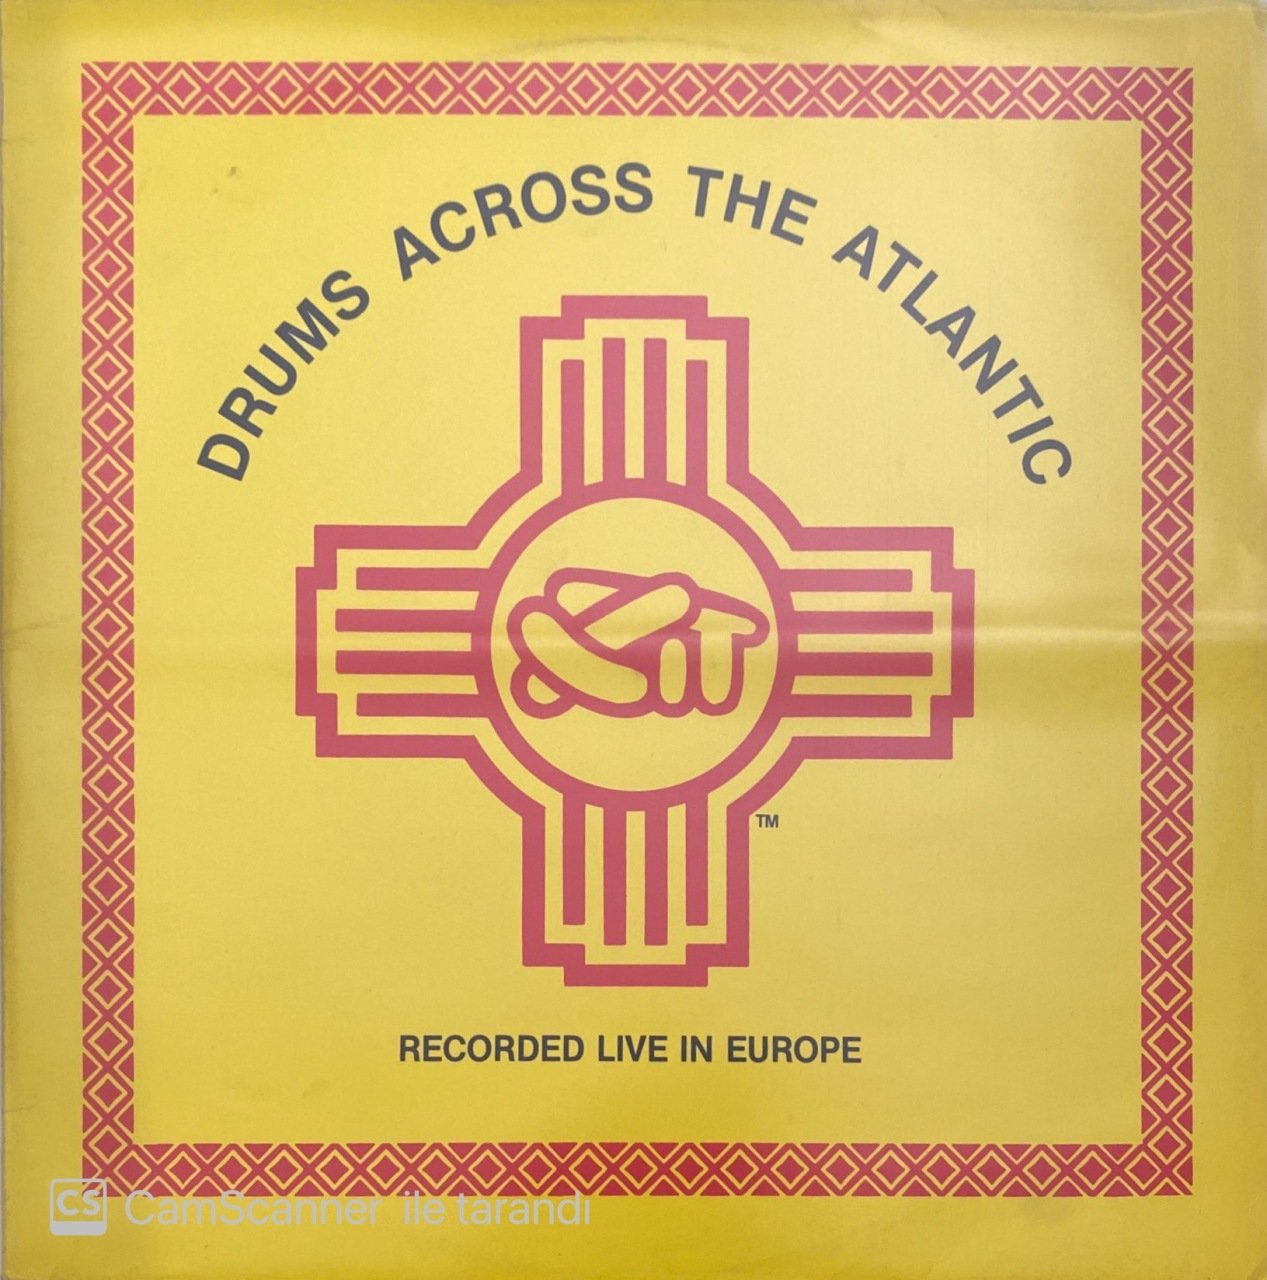 DRUMS ACROSS THE ATLANTIC
TM
RECORDED LIVE IN EUROPE
CS CamScanner ile tarandı